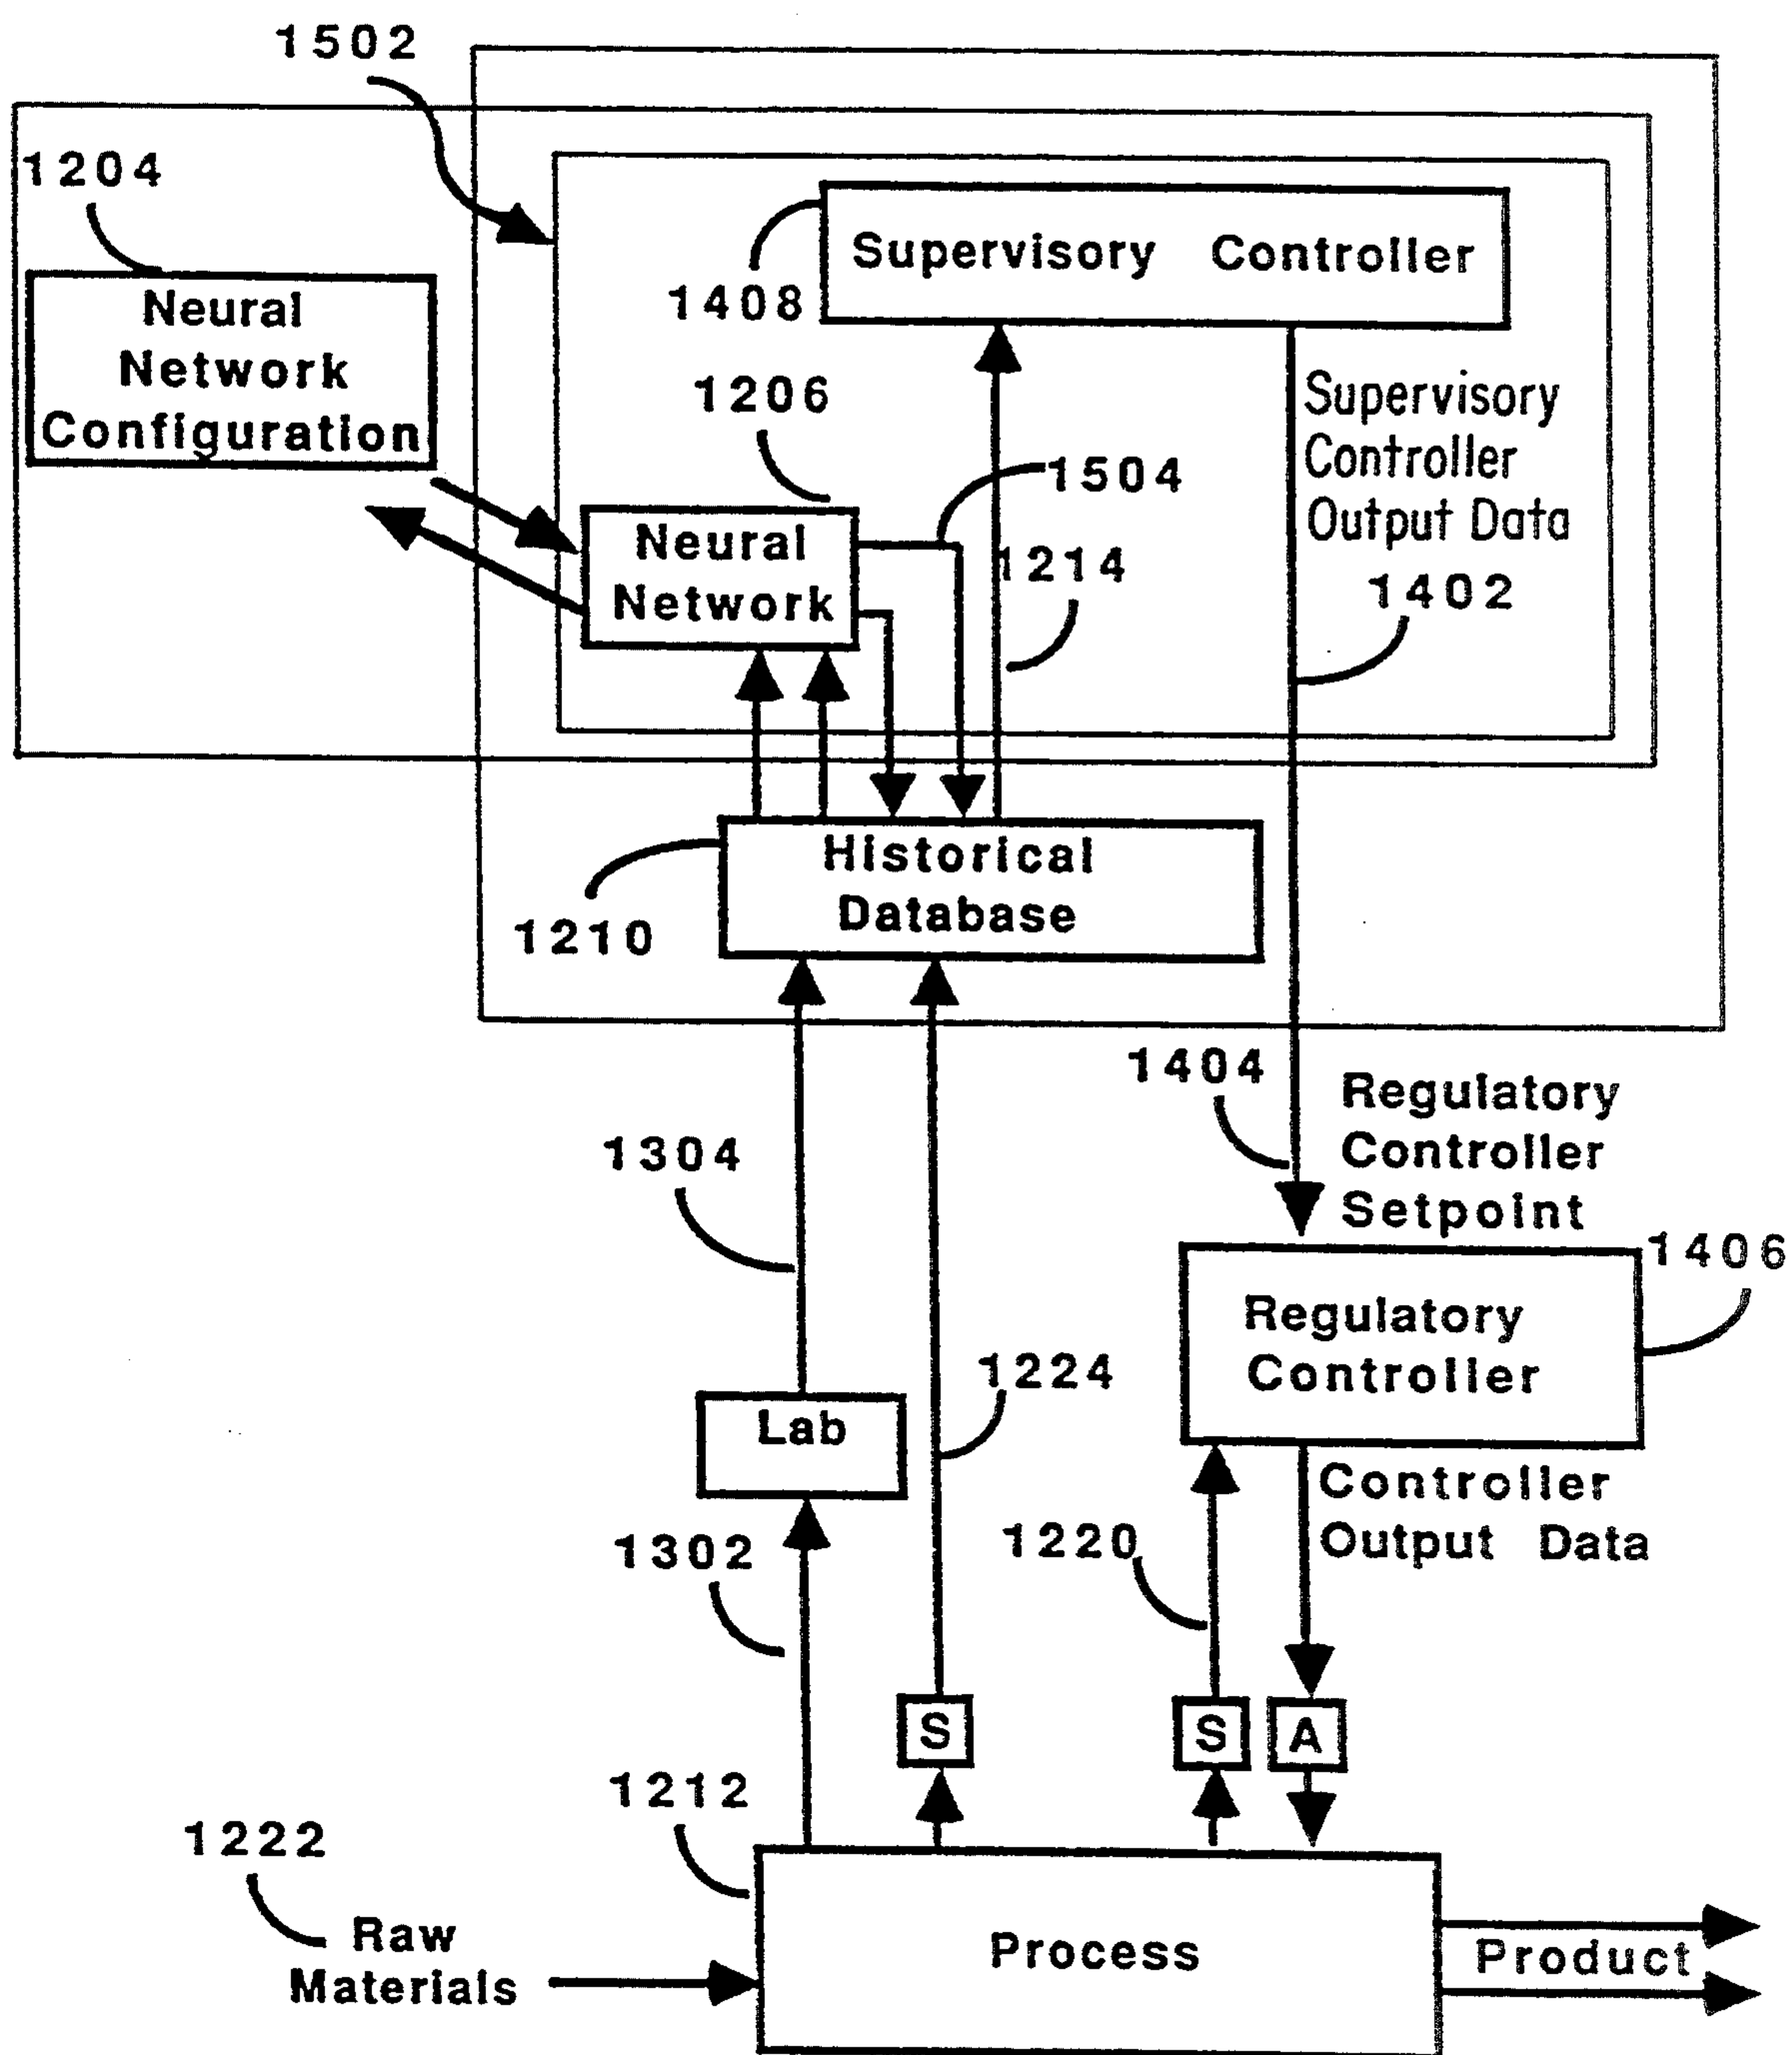 1502
1204
Supervisory Controller
1408
Neural
Network
Configuration
1206
Supervisory
Controller
Output Data
1504
Neural
Network
1214
1402
Historical
Database
1210
1404
Regulatory
Controller
Setpoint
1304
1406
Regulatory
Controller
1224
Lab
Controller
Output Data
1302
1220
S
S
A
1212
1222
Raw
Materials
Process
Product